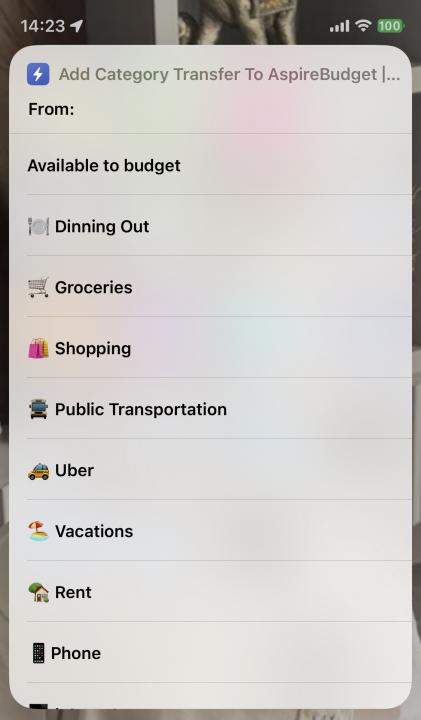 14:23
100
Add Category Transfer To AspireBudget |...
From:
Available to budget
🍽️ Dinning Out
🛒 Groceries
🛍️ Shopping
🚍 Public Transportation
🚕 Uber
🏖️ Vacations
🏡 Rent
📱 Phone